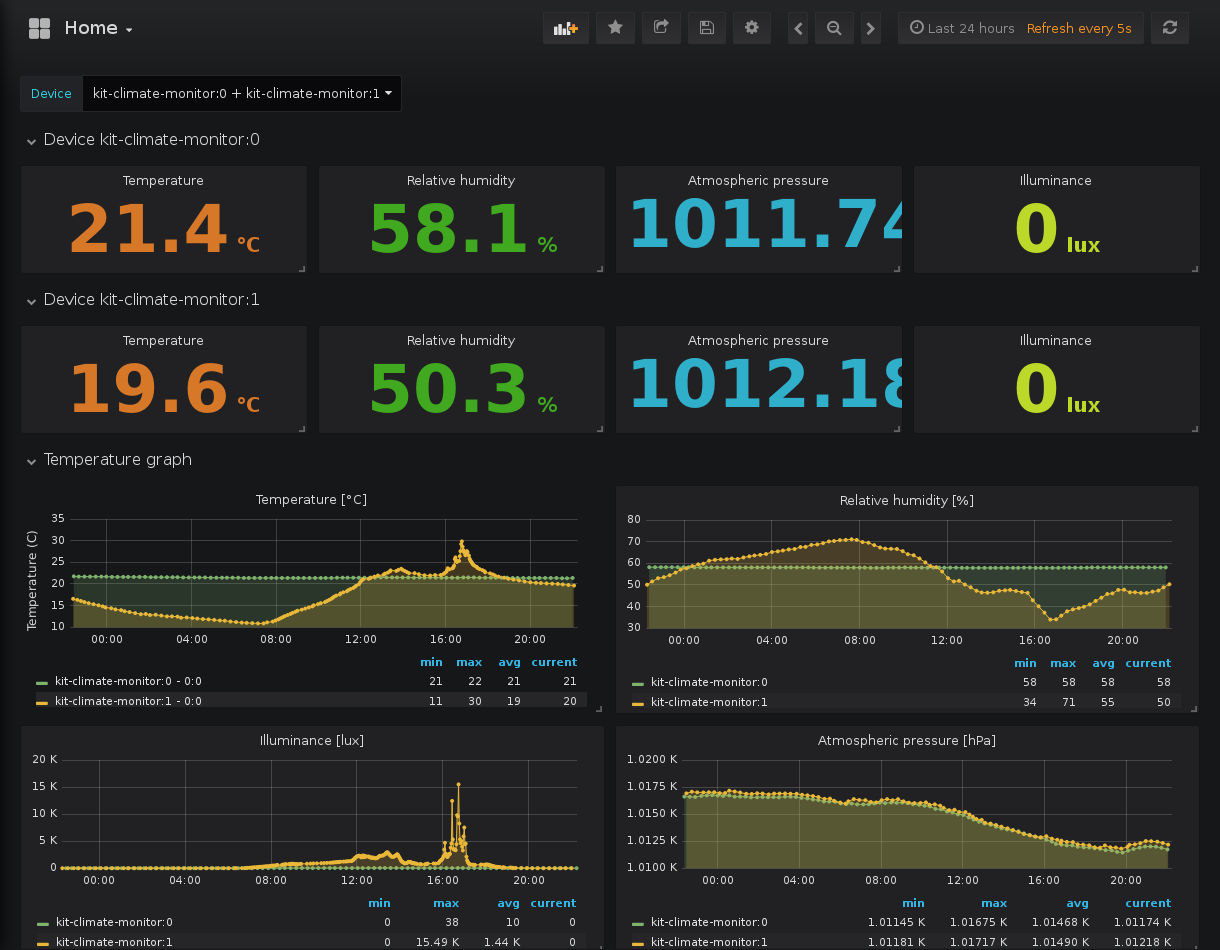 Home
Last 24 hours Refresh every 5s
Device kit-climate-monitor:0 + kit-climate-monitor:1
Device kit-climate-monitor:0
Temperature Relative humidity Atmospheric pressure Illuminance
21.4 °C 58.1 % 1011.74 0 lux
Device kit-climate-monitor:1
Temperature Relative humidity Atmospheric pressure Illuminance
19.6 °C 50.3 % 1012.18 0 lux
Temperature graph
Temperature [°C]
Temperature (C)
35
30
25
20
15
10
00:00 04:00 08:00 12:00 16:00 20:00
min max avg current
kit-climate-monitor:0 - 0:0 21 22 21 21
kit-climate-monitor:1 - 0:0 11 30 19 20
Relative humidity [%]
80
70
60
50
40
30
00:00 04:00 08:00 12:00 16:00 20:00
min max avg current
kit-climate-monitor:0 58 58 58 58
kit-climate-monitor:1 34 71 55 50
Illuminance [lux]
20 K
15 K
10 K
5 K
0
00:00 04:00 08:00 12:00 16:00 20:00
min max avg current
kit-climate-monitor:0 0 38 10 0
kit-climate-monitor:1 0 15.49 K 1.44 K 0
Atmospheric pressure [hPa]
1.0200 K
1.0175 K
1.0150 K
1.0125 K
1.0100 K
00:00 04:00 08:00 12:00 16:00 20:00
min max avg current
kit-climate-monitor:0 1.01145 K 1.01675 K 1.01468 K 1.01174 K
kit-climate-monitor:1 1.01181 K 1.01717 K 1.01490 K 1.01218 K